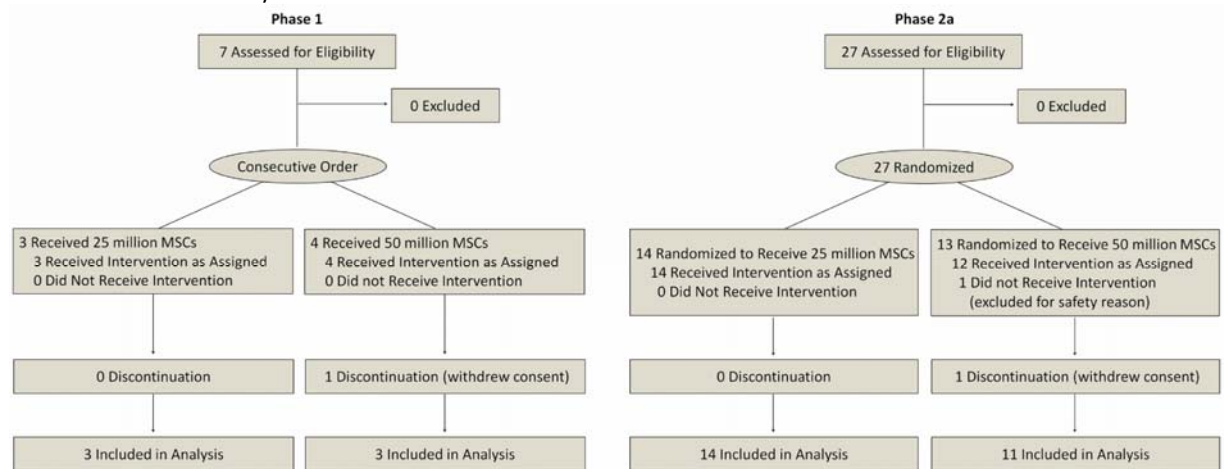 Phase 1
7 Assessed for Eligibility
0 Excluded
Consecutive Order
3 Received 25 million MSCs
3 Received Intervention as Assigned
0 Did Not Receive Intervention
4 Received 50 million MSCs
4 Received Intervention as Assigned
0 Did not Receive Intervention
0 Discontinuation
1 Discontinuation (withdrew consent)
3 Included in Analysis
3 Included in Analysis
Phase 2a
27 Assessed for Eligibility
0 Excluded
27 Randomized
14 Randomized to Receive 25 million MSCs
14 Received Intervention as Assigned
0 Did Not Receive Intervention
13 Randomized to Receive 50 million MSCs
12 Received Intervention as Assigned
1 Did not Receive Intervention
(excluded for safety reason)
0 Discontinuation
1 Discontinuation (withdrew consent)
14 Included in Analysis
11 Included in Analysis